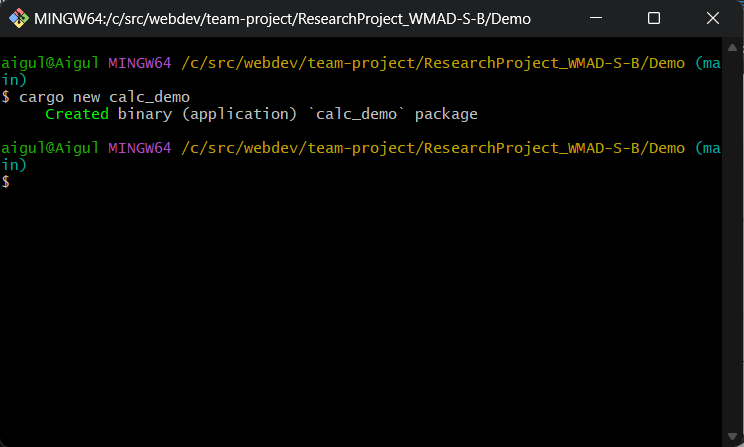 MINGW64:/c/src/webdev/team-project/ResearchProject_WMAD-S-B/Demo
aigul@Aigul MINGW64 /c/src/webdev/team-project/ResearchProject_WMAD-S-B/Demo (ma
in)
$ cargo new calc_demo
     Created binary (application) `calc_demo` package
aigul@Aigul MINGW64 /c/src/webdev/team-project/ResearchProject_WMAD-S-B/Demo (ma
in)
$